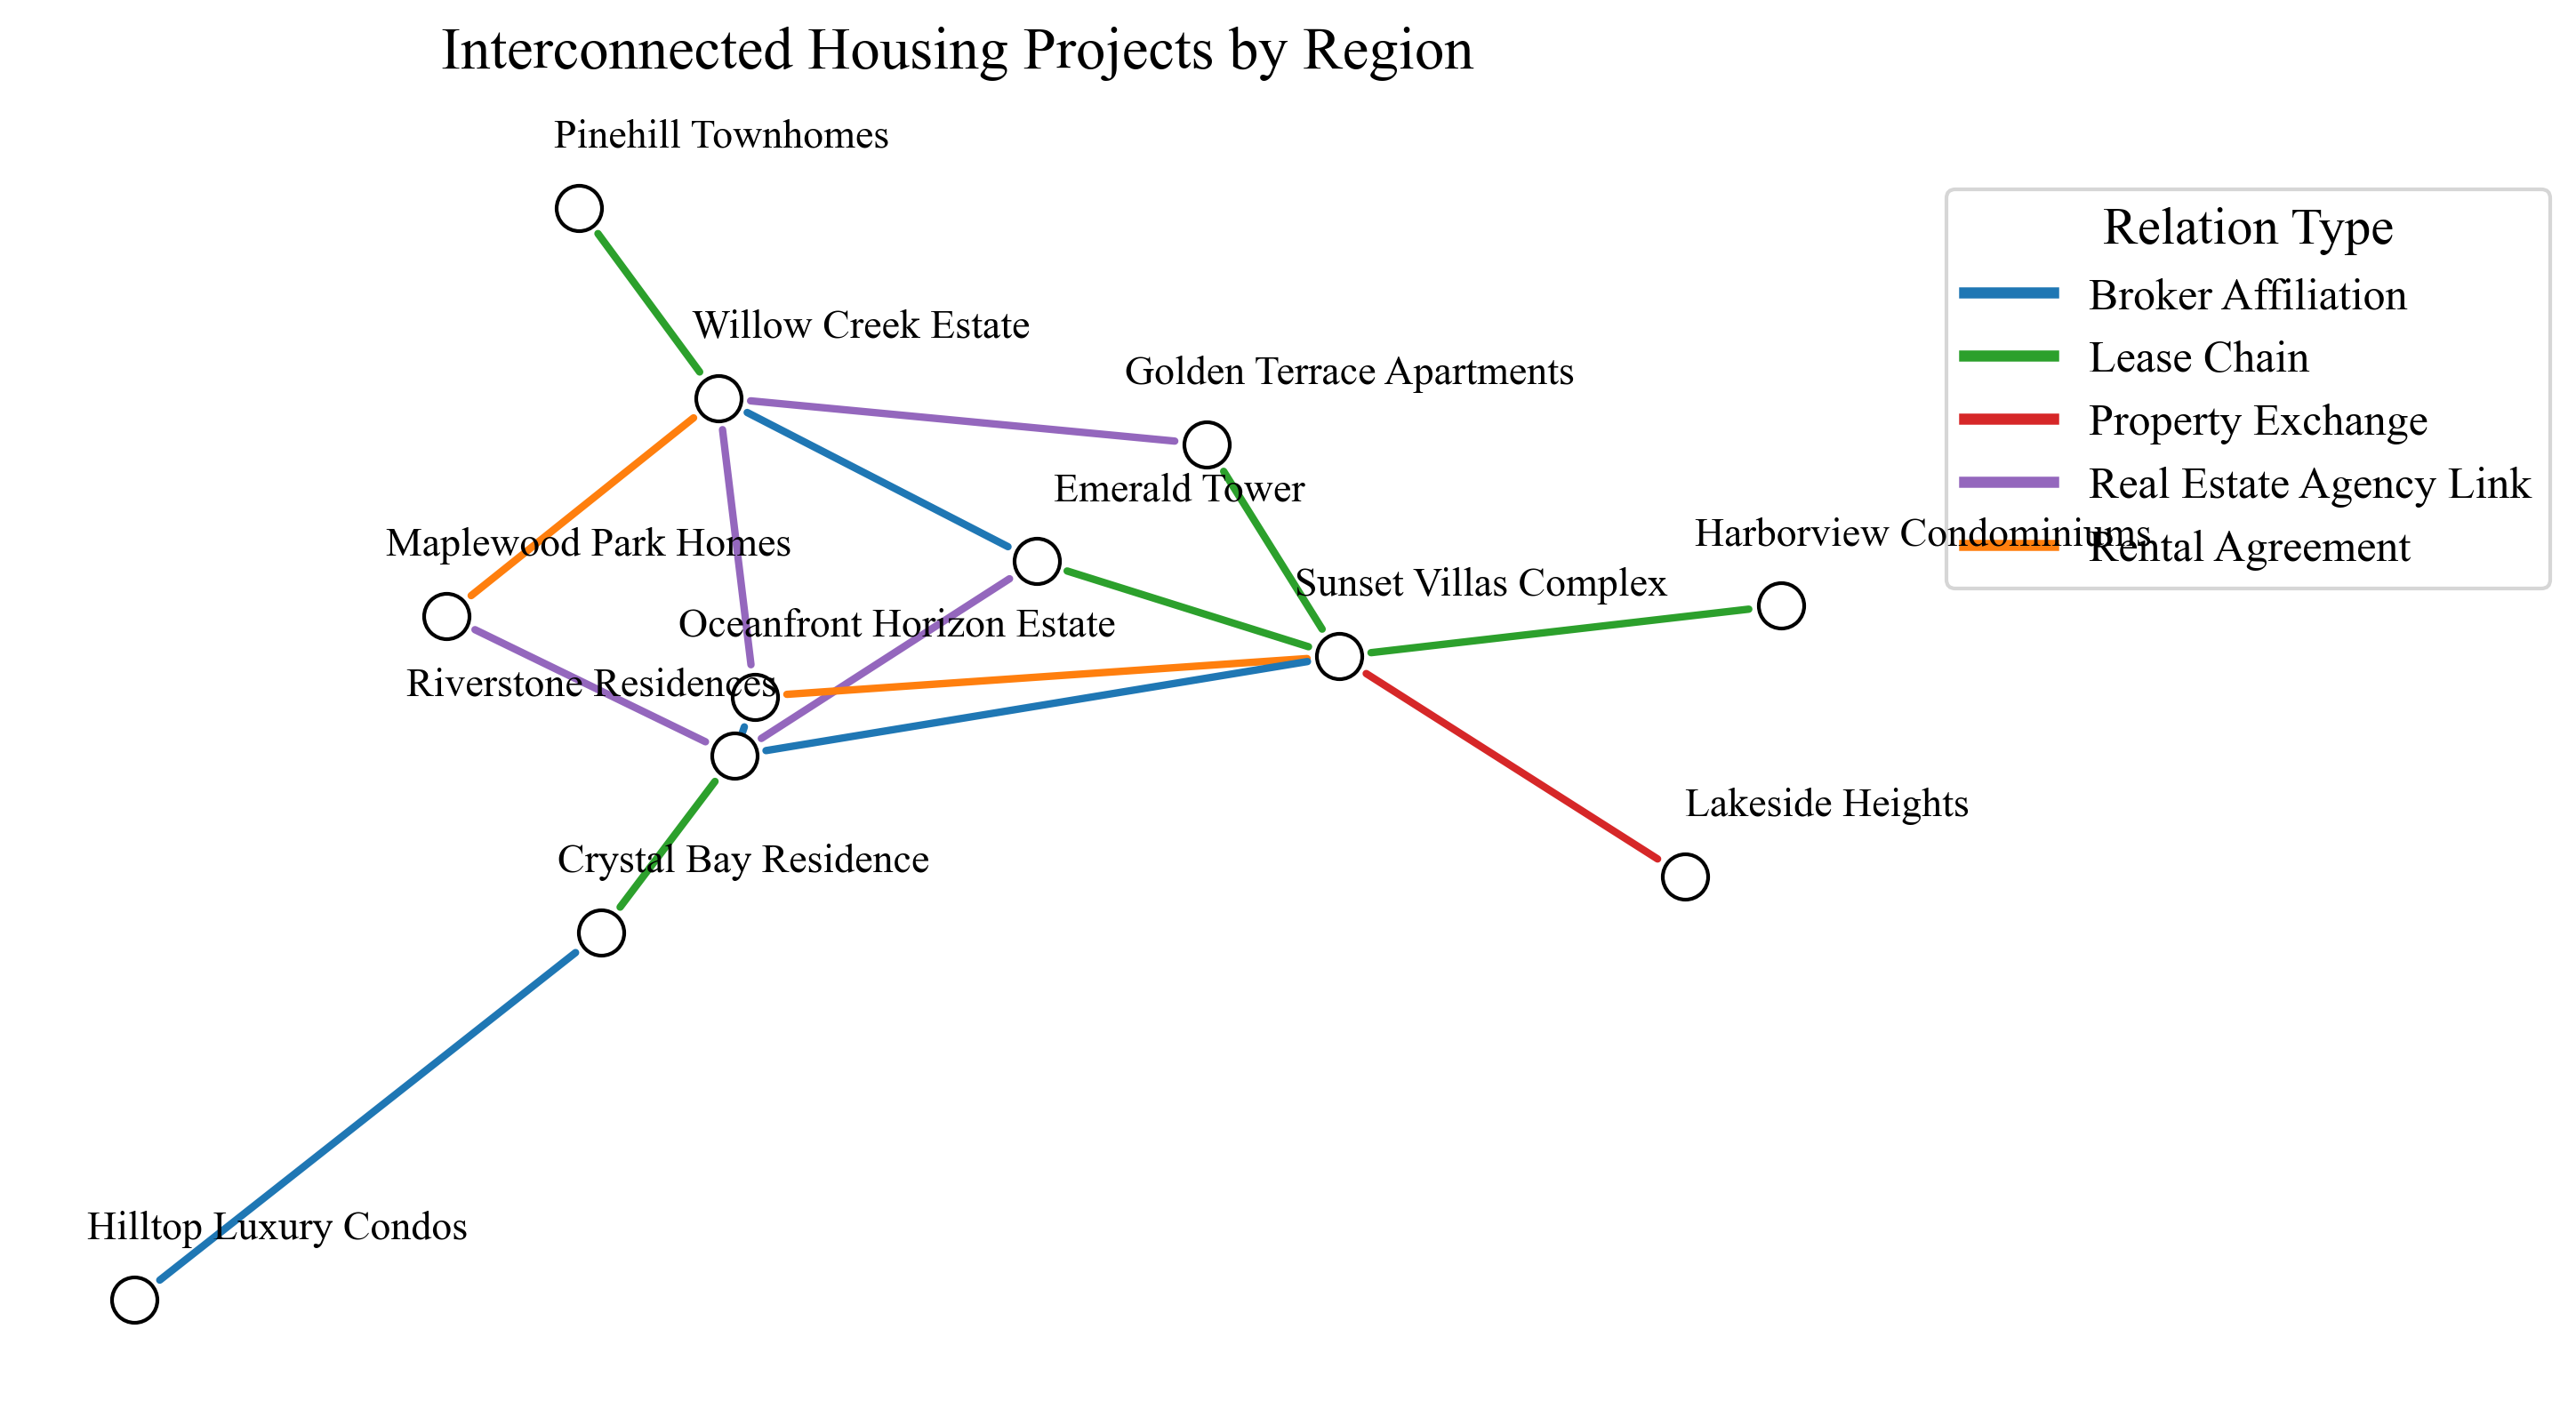 Interconnected Housing Projects by Region
Pinehill Townhomes
Willow Creek Estate
Golden Terrace Apartments
Emerald Tower
Maplewood Park Homes
Harborview Condominiums
Sunset Villas Complex
Oceanfront Horizon Estate
Riverstone Residences
Lakeside Heights
Crystal Bay Residence
Hilltop Luxury Condos
Relation Type
Broker Affiliation
Lease Chain
Property Exchange
Real Estate Agency Link
Rental Agreement